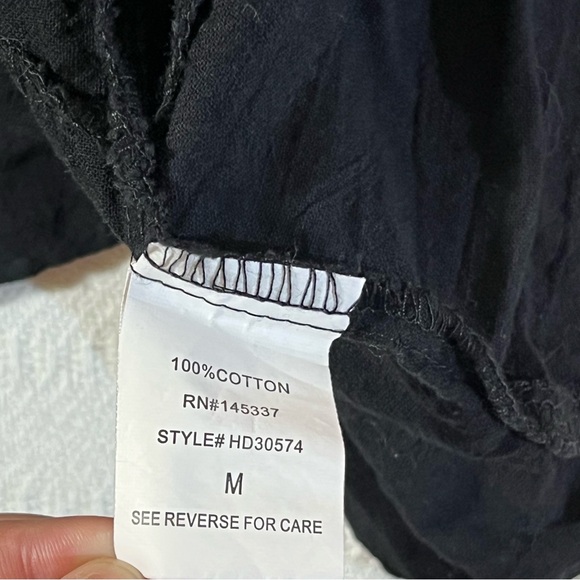 100%COTTON
RN#145337
STYLE# HD30574
M
SEE REVERSE FOR CARE